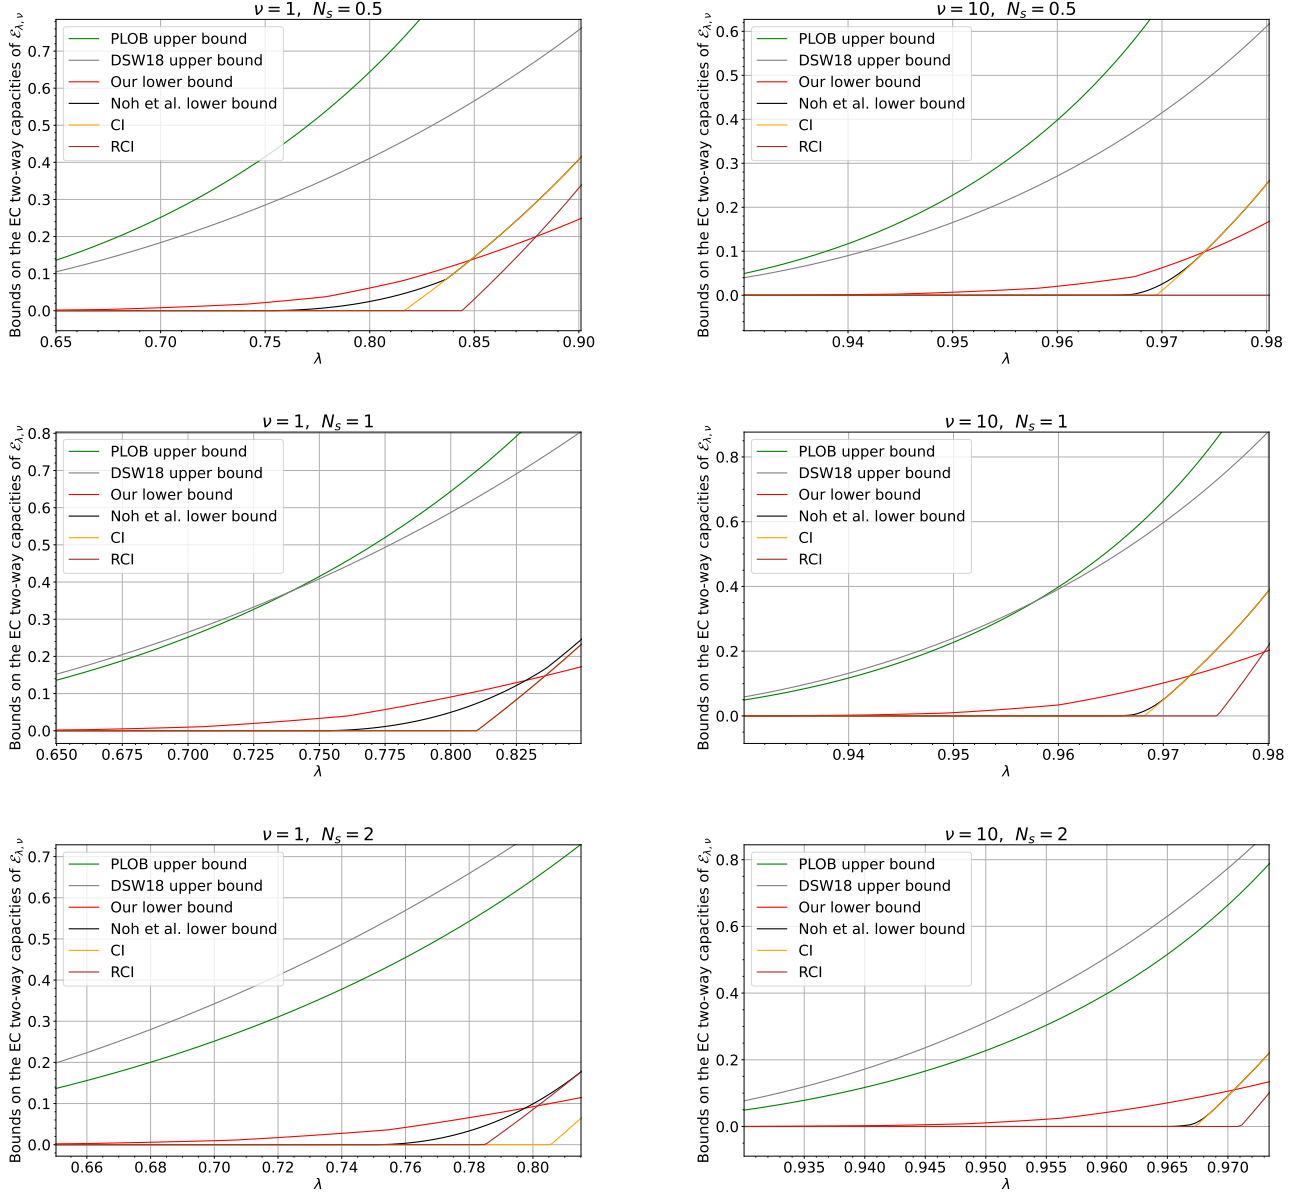 ν = 1, N_s = 0.5
Bounds on the EC two-way capacities of ℰ_{λ,ν}
0.7
0.6
0.5
0.4
0.3
0.2
0.1
0.0
PLOB upper bound
DSW18 upper bound
Our lower bound
Noh et al. lower bound
CI
RCI
0.65 0.70 0.75 0.80 0.85 0.90
λ
ν = 10, N_s = 0.5
Bounds on the EC two-way capacities of ℰ_{λ,ν}
0.6
0.5
0.4
0.3
0.2
0.1
0.0
PLOB upper bound
DSW18 upper bound
Our lower bound
Noh et al. lower bound
CI
RCI
0.94 0.95 0.96 0.97 0.98
λ
ν = 1, N_s = 1
Bounds on the EC two-way capacities of ℰ_{λ,ν}
0.8
0.7
0.6
0.5
0.4
0.3
0.2
0.1
0.0
PLOB upper bound
DSW18 upper bound
Our lower bound
Noh et al. lower bound
CI
RCI
0.650 0.675 0.700 0.725 0.750 0.775 0.800 0.825
λ
ν = 10, N_s = 1
Bounds on the EC two-way capacities of ℰ_{λ,ν}
0.8
0.6
0.4
0.2
0.0
PLOB upper bound
DSW18 upper bound
Our lower bound
Noh et al. lower bound
CI
RCI
0.94 0.95 0.96 0.97 0.98
λ
ν = 1, N_s = 2
Bounds on the EC two-way capacities of ℰ_{λ,ν}
0.7
0.6
0.5
0.4
0.3
0.2
0.1
0.0
PLOB upper bound
DSW18 upper bound
Our lower bound
Noh et al. lower bound
CI
RCI
0.66 0.68 0.70 0.72 0.74 0.76 0.78 0.80
λ
ν = 10, N_s = 2
Bounds on the EC two-way capacities of ℰ_{λ,ν}
0.8
0.6
0.4
0.2
0.0
PLOB upper bound
DSW18 upper bound
Our lower bound
Noh et al. lower bound
CI
RCI
0.935 0.940 0.945 0.950 0.955 0.960 0.965 0.970
λ